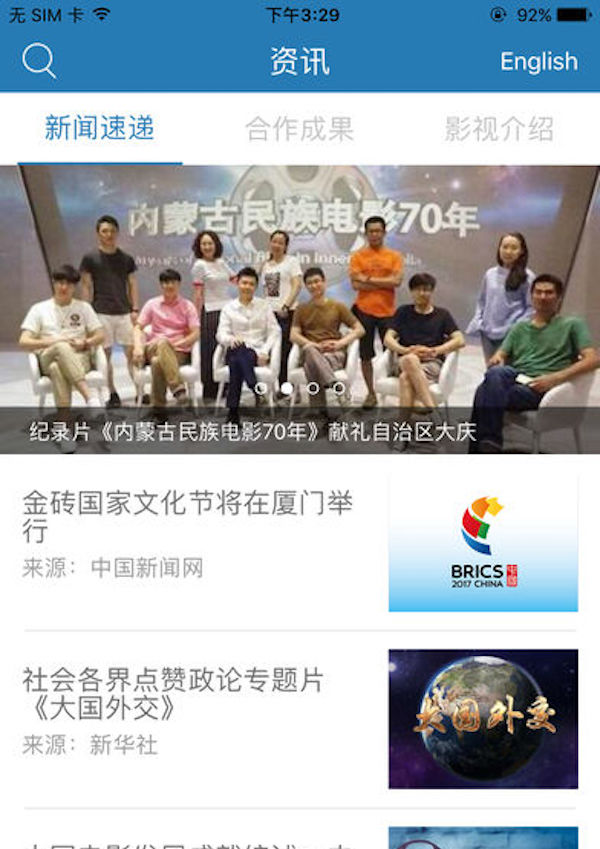 无 SIM 卡
下午3:29
92%
资讯
English
新闻速递
合作成果
影视介绍
内蒙古民族电影70年
纪录片《内蒙古民族电影70年》献礼自治区大庆
金砖国家文化节将在厦门举
行
来源：中国新闻网
BRICS
2017 CHINA
社会各界点赞政论专题片
《大国外交》
来源：新华社
大国外交